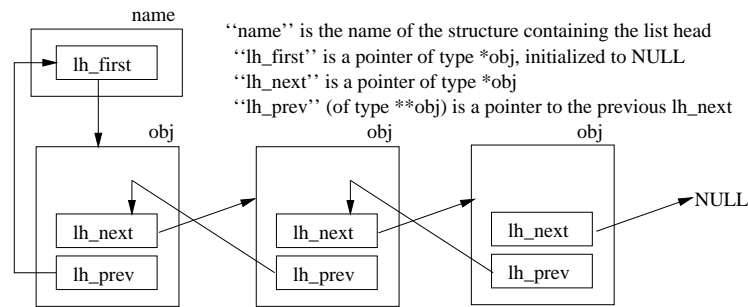 name
lh_first
‘‘name’’ is the name of the structure containing the list head
‘‘lh_first’’ is a pointer of type *obj, initialized to NULL
‘‘lh_next’’ is a pointer of type *obj
‘‘lh_prev’’ (of type **obj) is a pointer to the previous lh_next
obj
obj
obj
lh_next
lh_prev
lh_next
lh_prev
lh_next
lh_prev
NULL